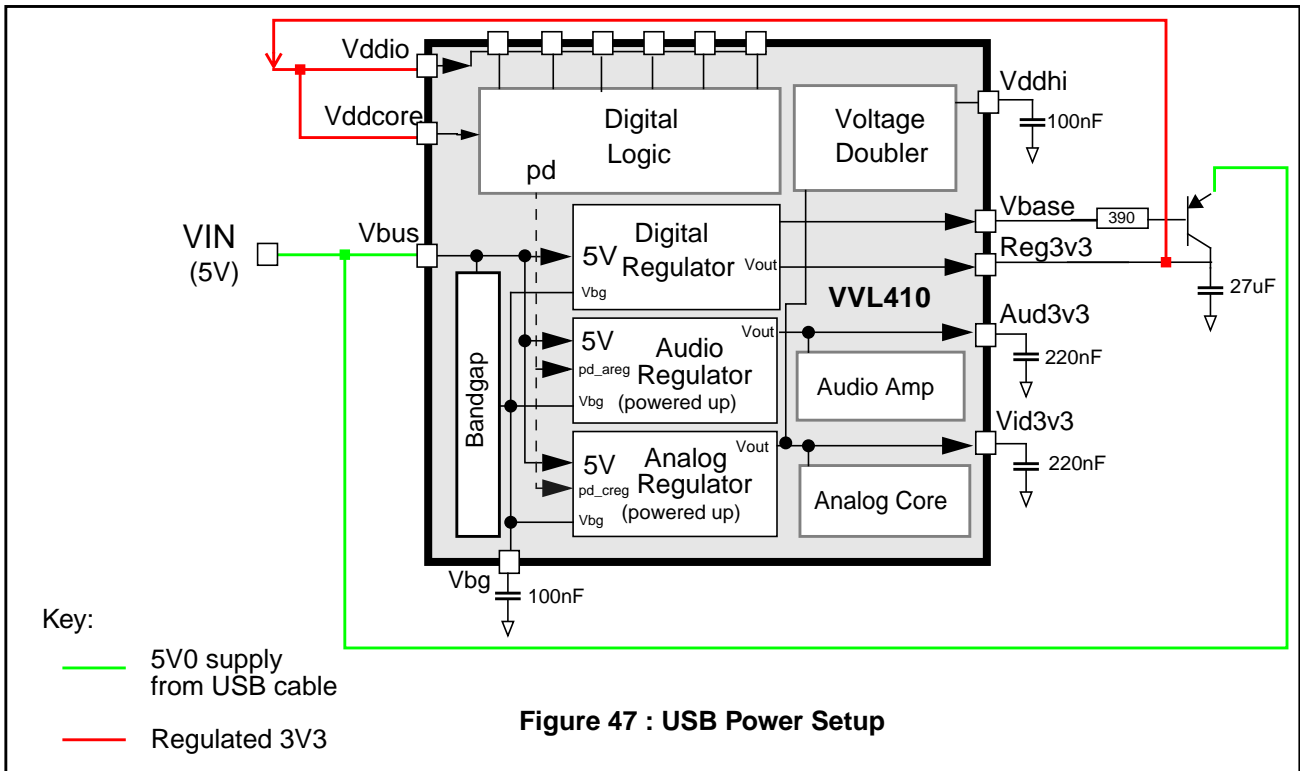 Vddio
Vddcore
VIN
(5V)
Vbus
Digital
Logic
pd
Voltage
Doubler
Vddhi
100nF
Digital
Regulator
5V
Vout
Vbg
Vbase
390
Reg3v3
27uF
VVL410
Bandgap
5V
Audio
Regulator
(powered up)
Vout
pd_areg
Vbg
Audio Amp
Aud3v3
220nF
5V
Analog
Regulator
(powered up)
Vout
pd_creg
Vbg
Analog Core
Vid3v3
220nF
Vbg
100nF
Key:
5V0 supply
from USB cable
Regulated 3V3
Figure 47 : USB Power Setup